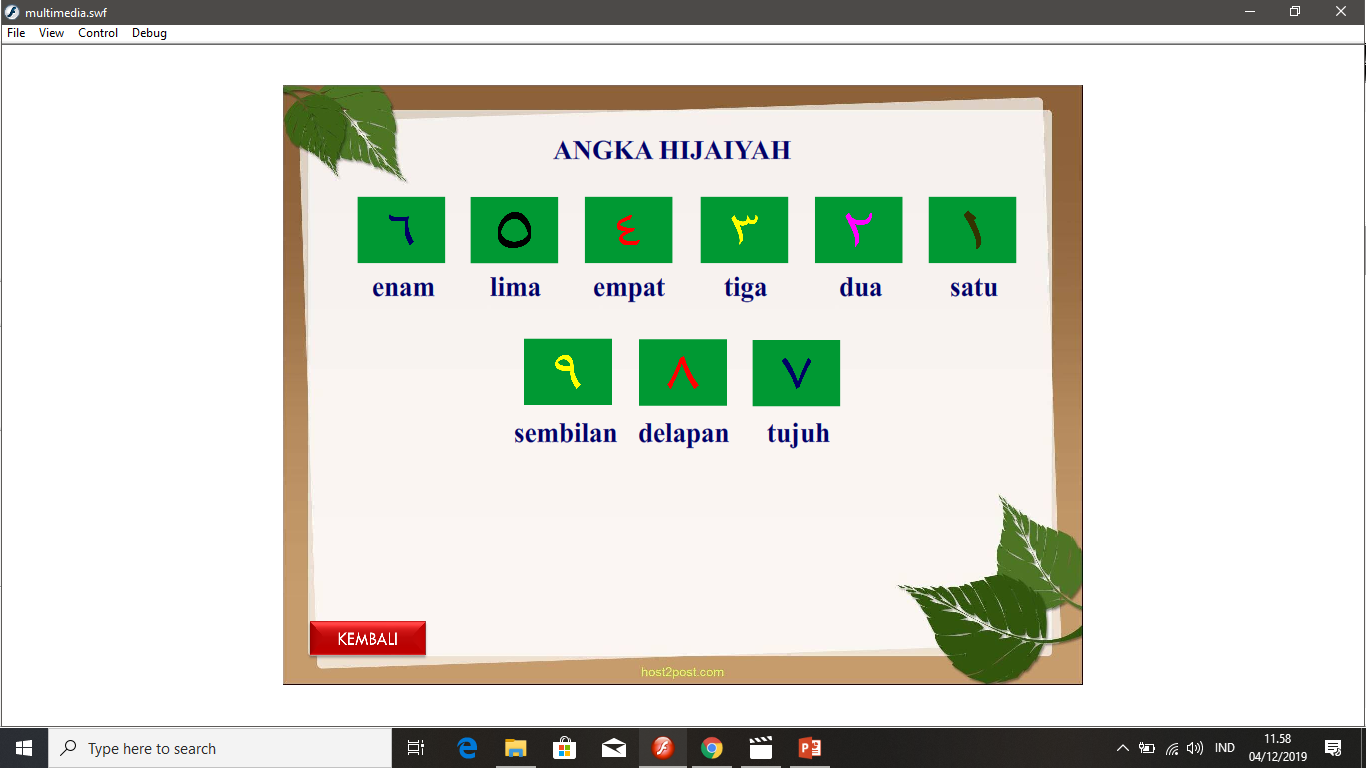 multimedia.swf
File View Control Debug
ANGKA HIJAIYAH
٦ ٥ ٤ ٣ ٢ ١
enam lima empat tiga dua satu
٩ ٨ ٧
sembilan delapan tujuh
KEMBALI
host2post.com
Type here to search
IND
11.58
04/12/2019